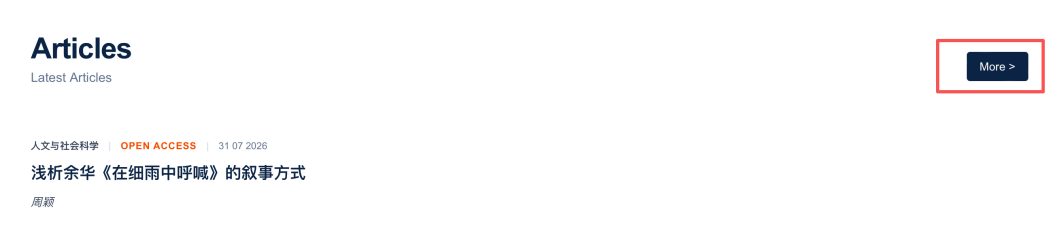 Articles
Latest Articles
More >
人文与社会科学 | OPEN ACCESS | 31 07 2026
浅析余华《在细雨中呼喊》的叙事方式
周颖